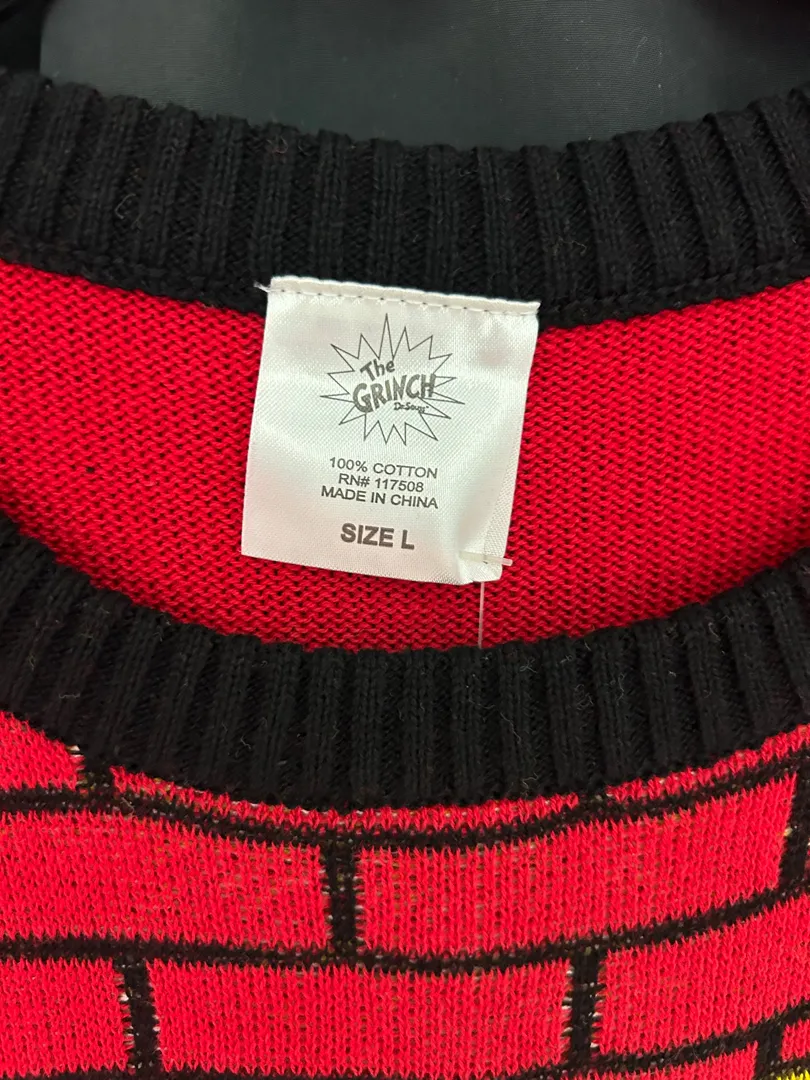 The
GRINCH
Dr. Seuss
100% COTTON
RN# 117508
MADE IN CHINA
SIZE L